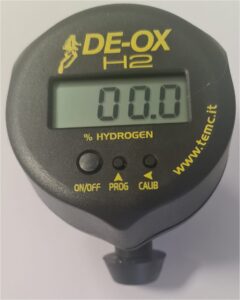 DE-OX
H2
00.0
% HYDROGEN
ON/OFF PROG CALIB
www.temc.it